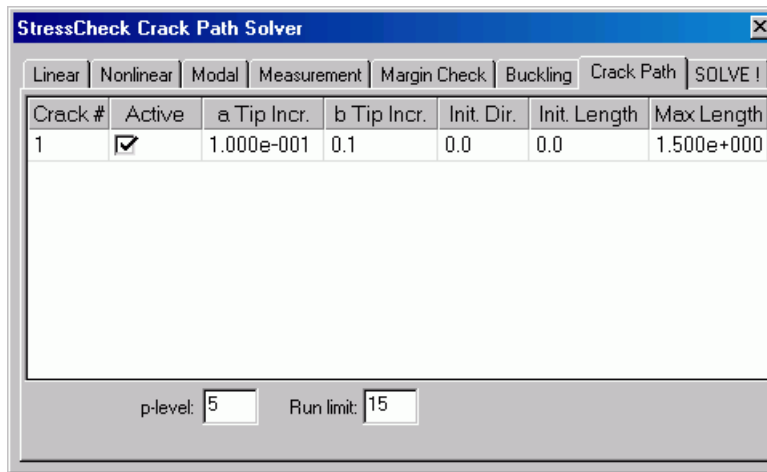 StressCheck Crack Path Solver
Linear Nonlinear Modal Measurement Margin Check Buckling Crack Path SOLVE !
Crack # Active a Tip Incr. b Tip Incr. Init. Dir. Init. Length Max Length
1 1.000e-001 0.1 0.0 0.0 1.500e+000
p-level: 5 Run limit: 15